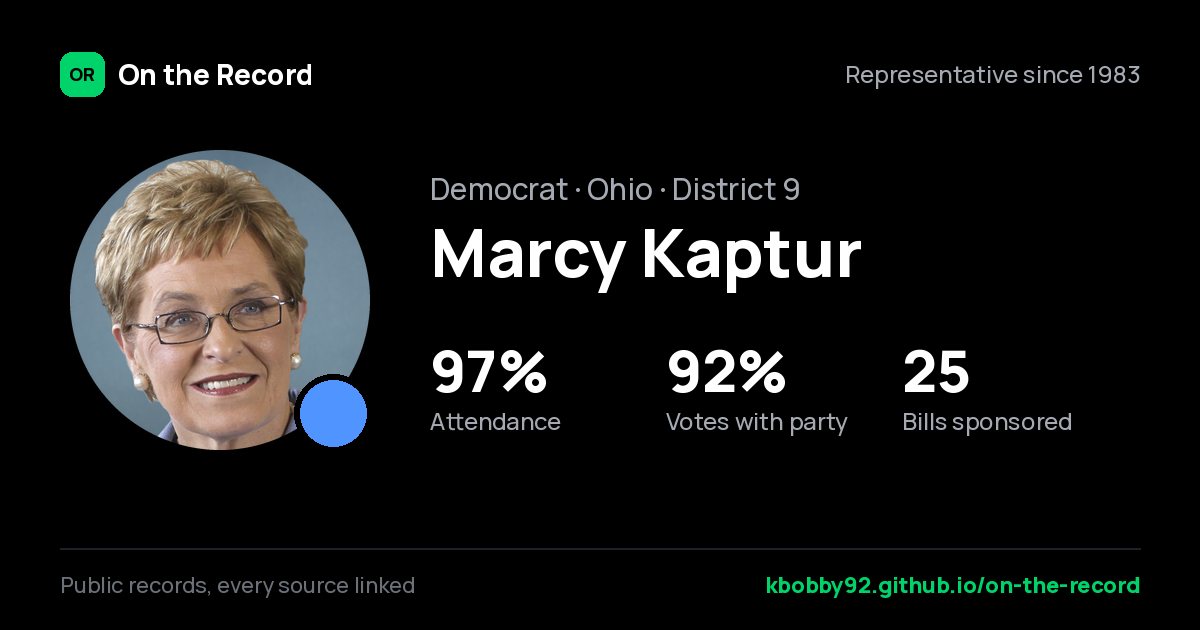 OR On the Record
Representative since 1983
Democrat · Ohio · District 9
Marcy Kaptur
97% 92% 25
Attendance Votes with party Bills sponsored
Public records, every source linked
kbobby92.github.io/on-the-record